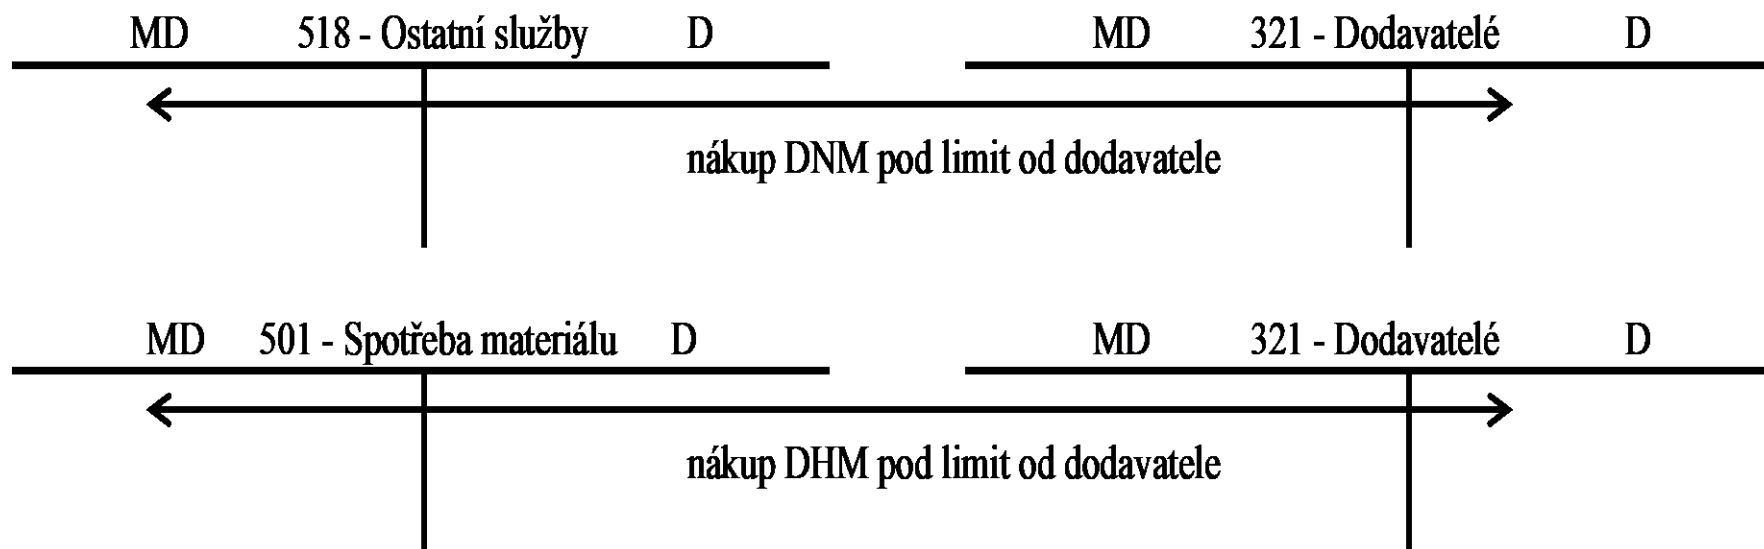 MD 518 - Ostatní služby D MD 321 - Dodavatelé D
nákup DNM pod limit od dodavatele
MD 501 - Spotřeba materiálu D MD 321 - Dodavatelé D
nákup DHM pod limit od dodavatele